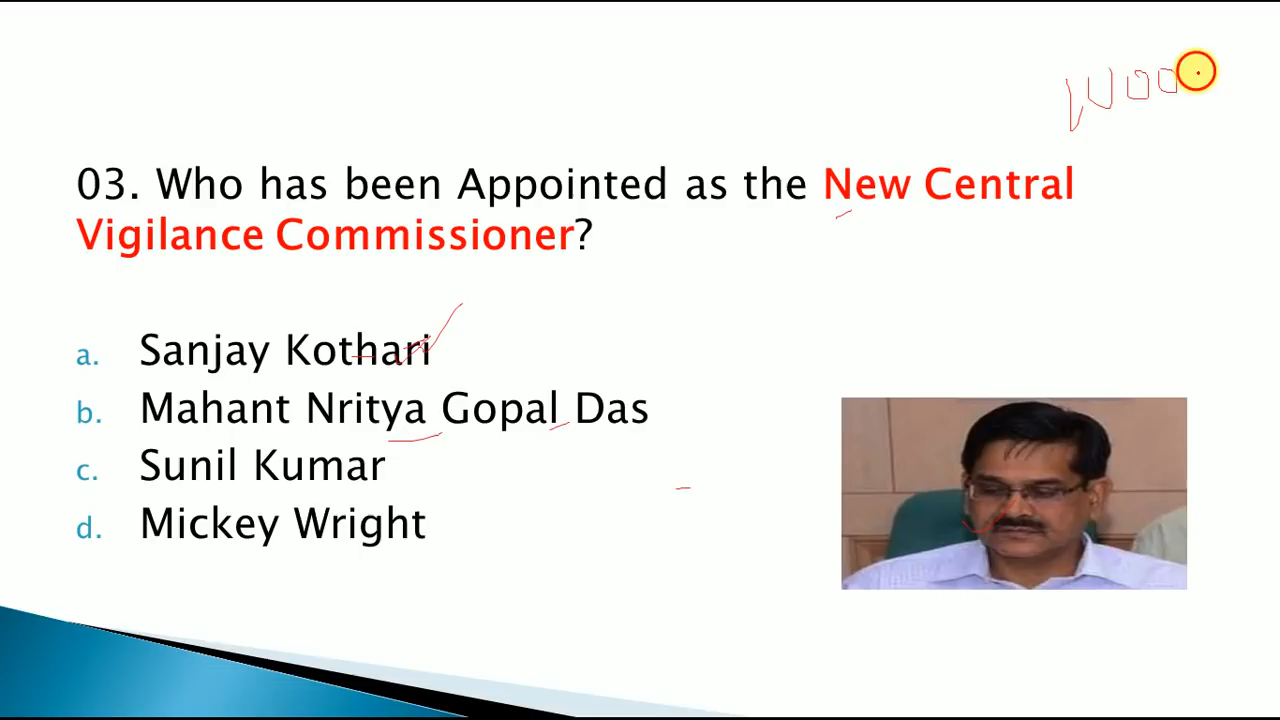 03. Who has been Appointed as the New Central
Vigilance Commissioner?
a. Sanjay Kothari
b. Mahant Nritya Gopal Das
c. Sunil Kumar
d. Mickey Wright